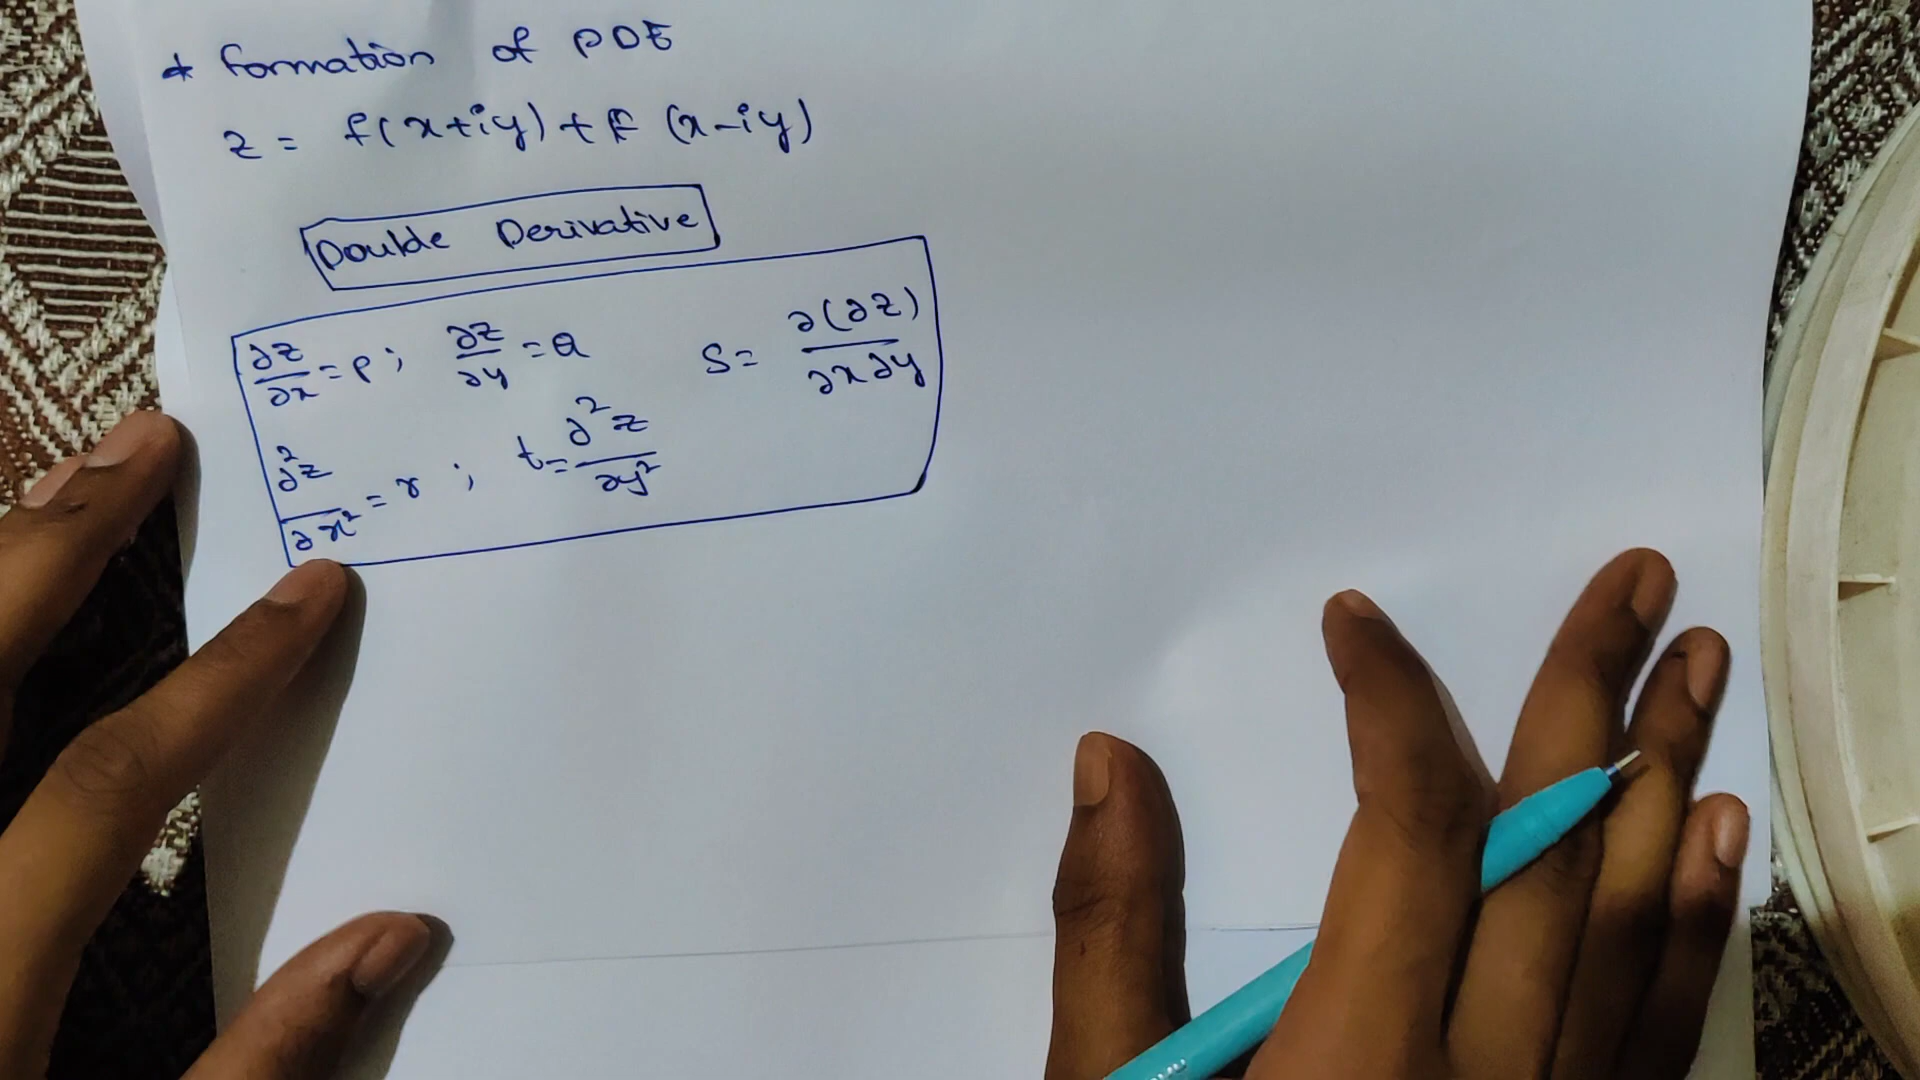 * Formation of PDE
z = f(x+iy) + F (x-iy)
Double Derivative
∂z/∂x = p ; ∂z/∂y = Q S = ∂(∂z)/∂x∂y
∂²z/∂x² = r ; t = ∂²z/∂y²